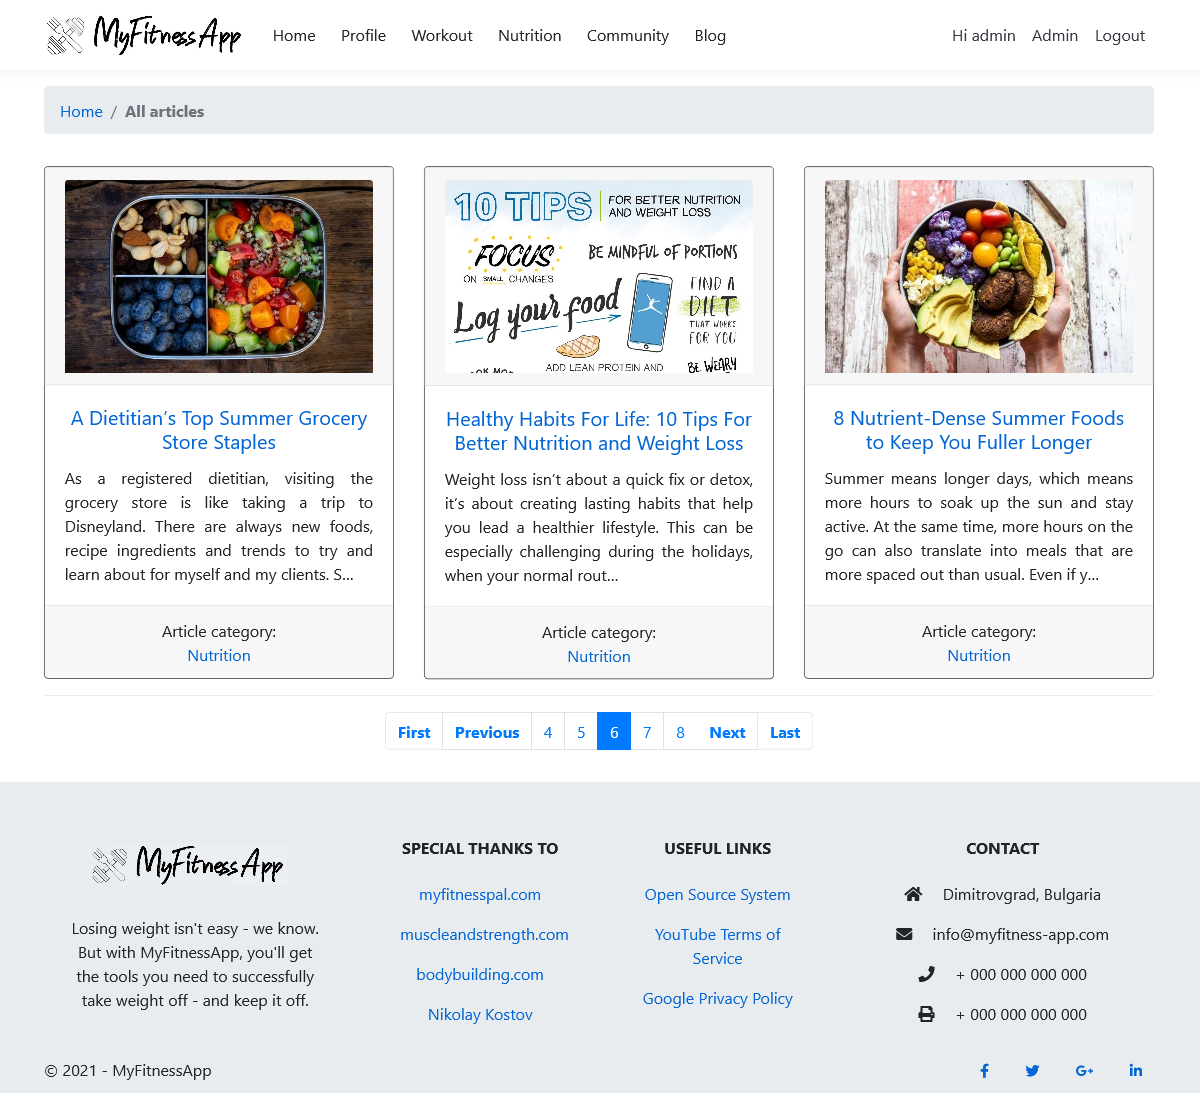 MyFitnessApp Home Profile Workout Nutrition Community Blog Hi admin Admin Logout
Home / All articles
10 TIPS FOR BETTER NUTRITION
AND WEIGHT LOSS
FOCUS
ON SMALL CHANGES
BE MINDFUL OF PORTIONS
Log your food
FIND A
DIET
THAT WORKS
FOR YOU
ADD LEAN PROTEIN AND
BE WEARY
A Dietitian’s Top Summer Grocery
Store Staples
As a registered dietitian, visiting the
grocery store is like taking a trip to
Disneyland. There are always new foods,
recipe ingredients and trends to try and
learn about for myself and my clients. S...
Article category:
Nutrition
Healthy Habits For Life: 10 Tips For
Better Nutrition and Weight Loss
Weight loss isn’t about a quick fix or detox,
it’s about creating lasting habits that help
you lead a healthier lifestyle. This can be
especially challenging during the holidays,
when your normal rout...
Article category:
Nutrition
8 Nutrient-Dense Summer Foods
to Keep You Fuller Longer
Summer means longer days, which means
more hours to soak up the sun and stay
active. At the same time, more hours on the
go can also translate into meals that are
more spaced out than usual. Even if y...
Article category:
Nutrition
First Previous 4 5 6 7 8 Next Last
MyFitnessApp
Losing weight isn't easy - we know.
But with MyFitnessApp, you'll get
the tools you need to successfully
take weight off - and keep it off.
SPECIAL THANKS TO
myfitnesspal.com
muscleandstrength.com
bodybuilding.com
Nikolay Kostov
USEFUL LINKS
Open Source System
YouTube Terms of
Service
Google Privacy Policy
CONTACT
Dimitrovgrad, Bulgaria
info@myfitness-app.com
+ 000 000 000 000
+ 000 000 000 000
© 2021 - MyFitnessApp